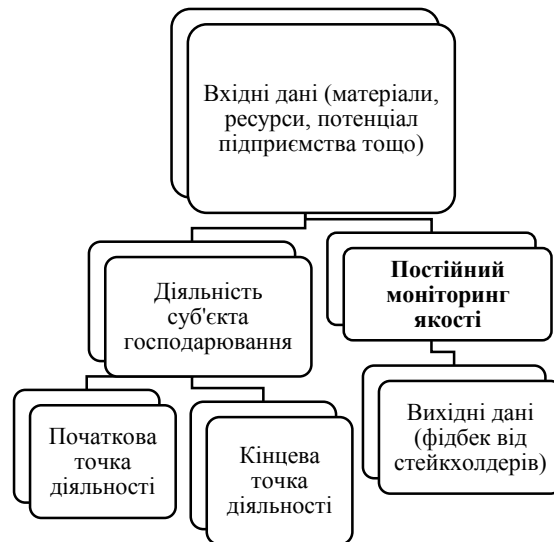 Вхідні дані (матеріали,
ресурси, потенціал
підприємства тощо)
Діяльність
суб'єкта
господарювання
Постійний
моніторинг
якості
Початкова
точка
діяльності
Кінцева
точка
діяльності
Вихідні дані
(фідбек від
стейкхолдерів)